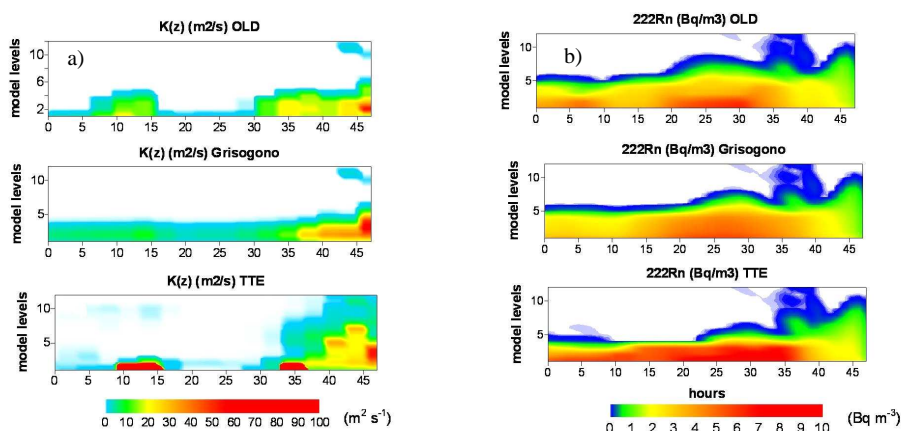 K(z) (m2/s) OLD
a)
model levels
10
6
2
0 5 10 15 20 25 30 35 40 45
K(z) (m2/s) Grisogono
model levels
10
5
0 5 10 15 20 25 30 35 40 45
K(z) (m2/s) TTE
model levels
10
5
0 5 10 15 20 25 30 35 40 45
0 10 20 30 40 50 60 70 80 90 100 (m² s⁻¹)
222Rn (Bq/m3) OLD
b)
model levels
10
5
0 5 10 15 20 25 30 35 40 45
222Rn (Bq/m3) Grisogono
model levels
10
5
0 5 10 15 20 25 30 35 40 45
222Rn (Bq/m3) TTE
model levels
10
5
0 5 10 15 20 25 30 35 40 45
hours
0 1 2 3 4 5 6 7 8 9 10 (Bq m⁻³)